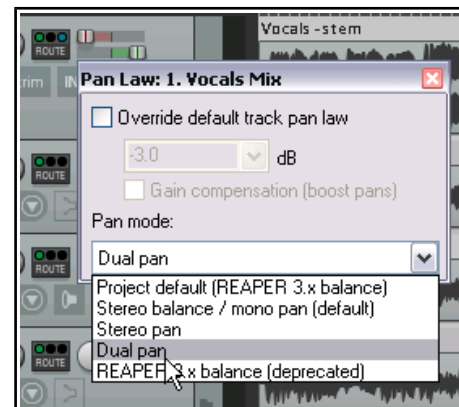 Vocals-stem
ROUTE
rim IN
Pan Law: 1. Vocals Mix
Override default track pan law
-3.0
dB
ROUTE
Gain compensation (boost pans)
Pan mode:
Dual pan
ROUTE
Project default (REAPER 3.x balance)
Stereo balance / mono pan (default)
Stereo pan
Dual pan
ROUTE
REAPER 3.x balance (deprecated)